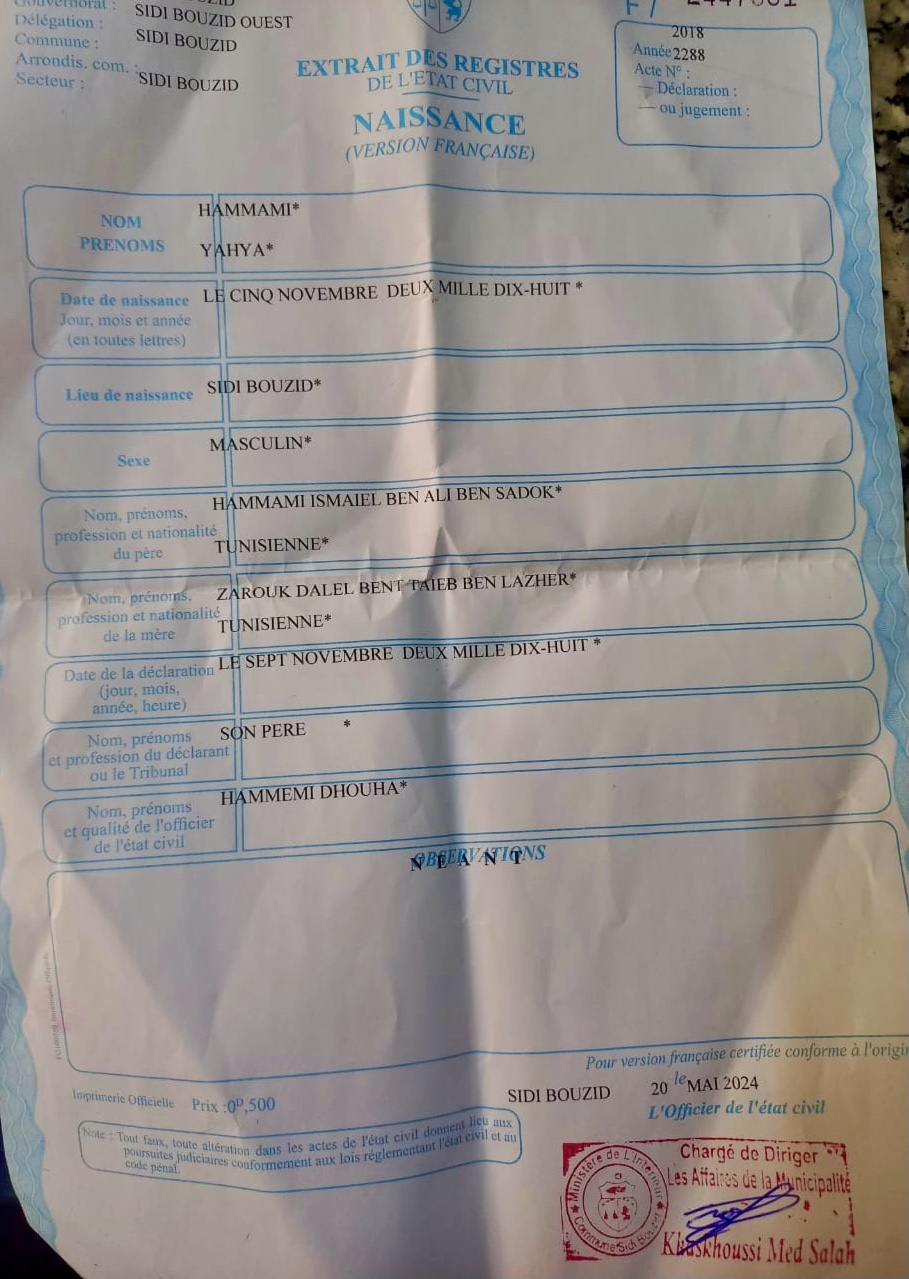 Délégation : SIDI BOUZID OUEST
Commune : SIDI BOUZID
Arrondis. com. :
Secteur : SIDI BOUZID
EXTRAIT DES REGISTRES
DE L'ETAT CIVIL
NAISSANCE
(VERSION FRANÇAISE)
2018
Année 2288
Acte N° :
— Déclaration :
— ou jugement :
NOM HAMMAMI*
PRENOMS YAHYA*
Date de naissance LE CINQ NOVEMBRE DEUX MILLE DIX-HUIT *
Jour, mois et année
(en toutes lettres)
Lieu de naissance SIDI BOUZID*
Sexe MASCULIN*
Nom, prénoms, HAMMAMI ISMAIEL BEN ALI BEN SADOK*
profession et nationalité
du père TUNISIENNE*
Nom, prénoms, ZAROUK DALEL BENT TAIEB BEN LAZHER*
profession et nationalité
de la mère TUNISIENNE*
Date de la déclaration LE SEPT NOVEMBRE DEUX MILLE DIX-HUIT *
(jour, mois,
année, heure)
Nom, prénoms SON PERE *
et profession du déclarant
ou le Tribunal
Nom, prénoms HAMMEMI DHOUHA*
et qualité de l'officier
de l'état civil
OBSERVATIONS
N E A N T
Pour version française certifiée conforme à l'origin
SIDI BOUZID 20 le MAI 2024
L'Officier de l'état civil
Imprimerie Officielle Prix :0ᴰ,500
Note : Tout faux, toute altération dans les actes de l'état civil donnent lieu aux
poursuites judiciaires conformement aux lois réglementant l'état civil et au
code pénal.
Ministère de L'Interieur
Commune Sidi Bouzid
Chargé de Diriger
Les Affaires de la Municipalité
Khaskhoussi Med Salah